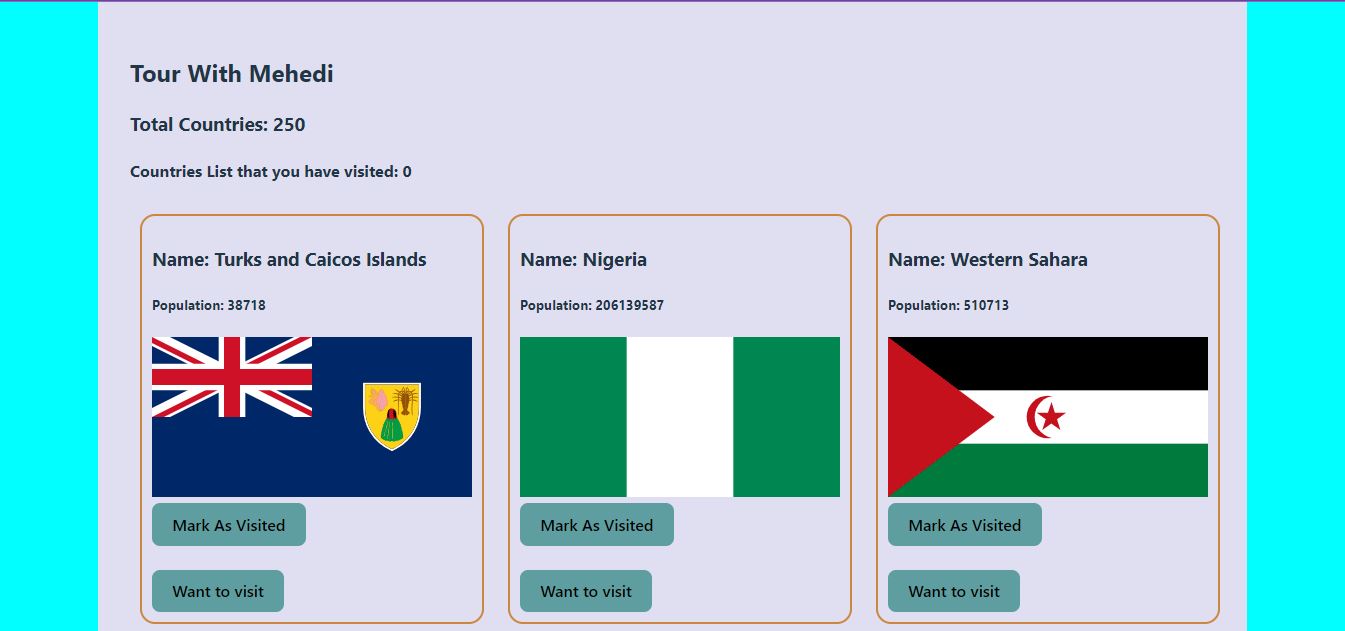 Tour With Mehedi
Total Countries: 250
Countries List that you have visited: 0
Name: Turks and Caicos Islands
Population: 38718
Mark As Visited
Want to visit
Name: Nigeria
Population: 206139587
Mark As Visited
Want to visit
Name: Western Sahara
Population: 510713
Mark As Visited
Want to visit